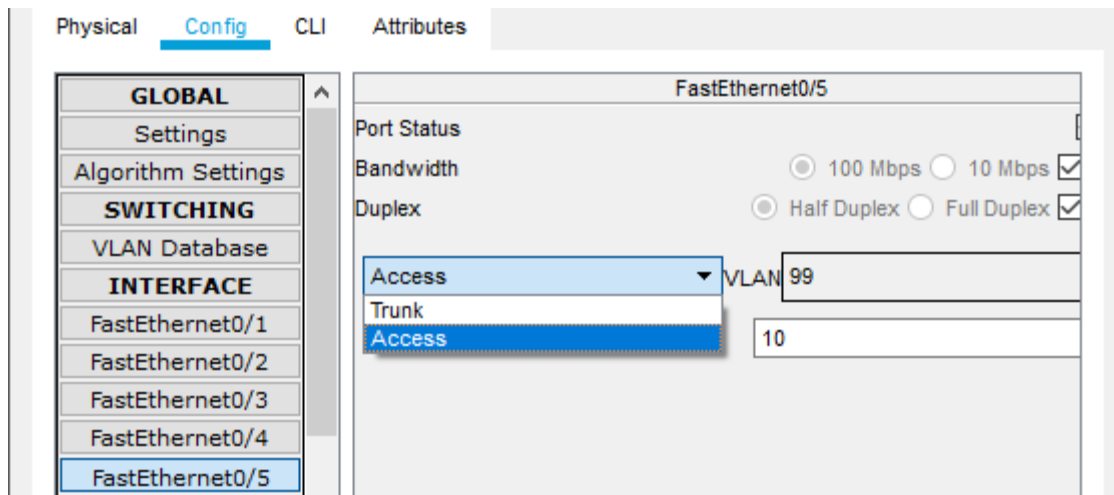 Physical Config CLI Attributes
GLOBAL
Settings
Algorithm Settings
SWITCHING
VLAN Database
INTERFACE
FastEthernet0/1
FastEthernet0/2
FastEthernet0/3
FastEthernet0/4
FastEthernet0/5
FastEthernet0/5
Port Status
Bandwidth 100 Mbps 10 Mbps
Duplex Half Duplex Full Duplex
Access VLAN 99
Trunk
Access 10